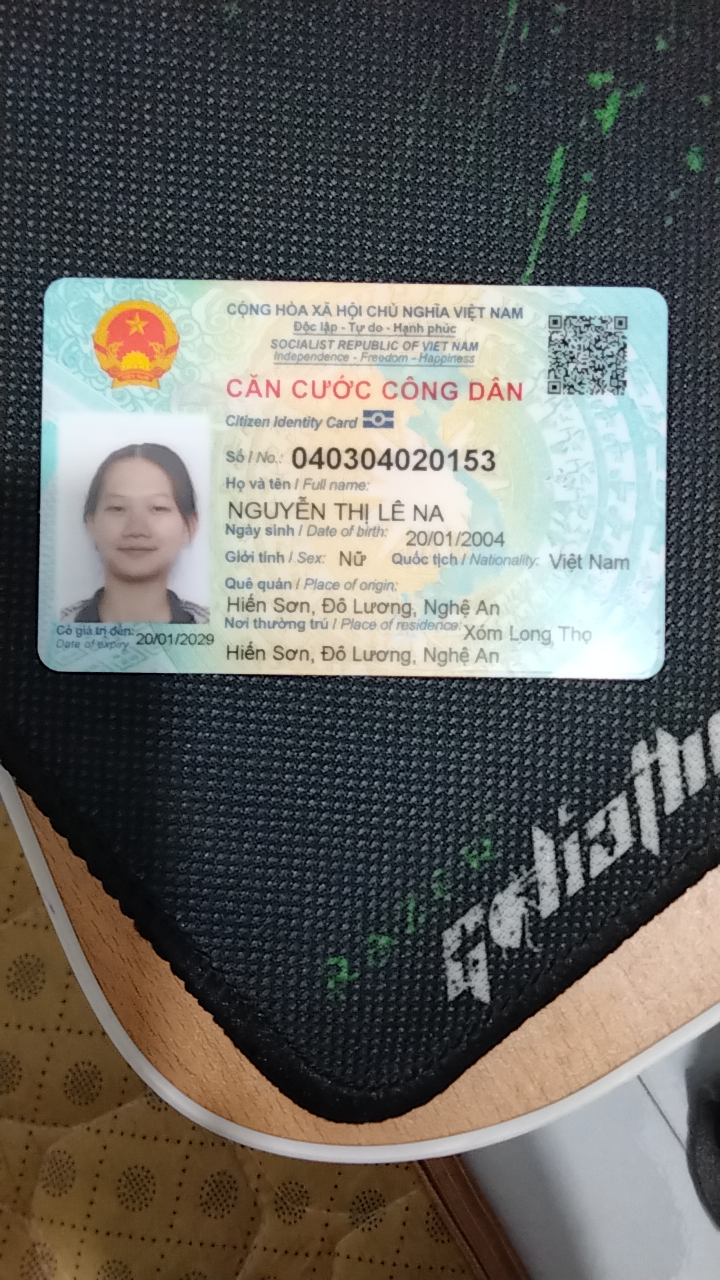 CỘNG HÒA XÃ HỘI CHỦ NGHĨA VIỆT NAM
Độc lập - Tự do - Hạnh phúc
SOCIALIST REPUBLIC OF VIET NAM
Independence - Freedom - Happiness
CĂN CƯỚC CÔNG DÂN
Citizen Identity Card
Số / No.: 040304020153
Họ và tên / Full name:
NGUYỄN THỊ LÊ NA
Ngày sinh / Date of birth: 20/01/2004
Giới tính / Sex: Nữ Quốc tịch / Nationality: Việt Nam
Quê quán / Place of origin:
Hiến Sơn, Đô Lương, Nghệ An
Nơi thường trú / Place of residence: Xóm Long Thọ
Hiến Sơn, Đô Lương, Nghệ An
Có giá trị đến: 20/01/2029
Date of expiry